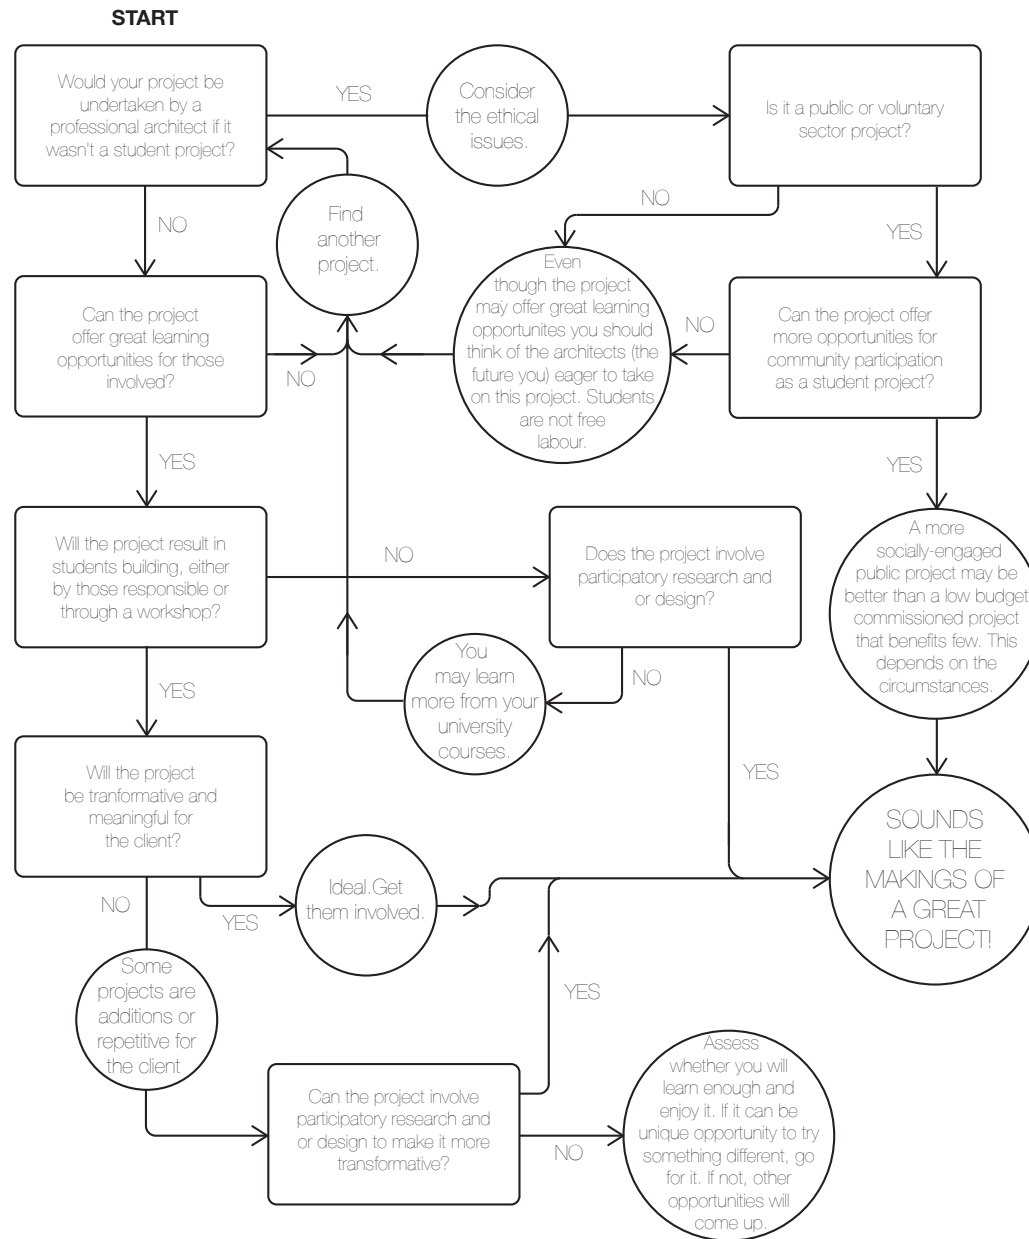 START
Would your project be
undertaken by a
professional architect if it
wasn't a student project?
YES
Consider
the ethical
issues.
Is it a public or voluntary
sector project?
NO
NO
YES
Find
another
project.
Even
though the project
may offer great learning
opportunites you should
think of the architects (the
future you) eager to take
on this project. Students
are not free
labour.
Can the project
offer great learning
opportunities for those
involved?
NO
NO
Can the project offer
more opportunities for
community participation
as a student project?
YES
YES
Will the project result in
students building, either
by those responsible or
through a workshop?
NO
Does the project involve
participatory research and
or design?
A more
socially-engaged
public project may be
better than a low budget
commissioned project
that benefits few. This
depends on the
circumstances.
YES
You
may learn
more from your
university
courses.
NO
YES
Will the project
be tranformative and
meaningful for
the client?
NO
YES
Ideal.Get
them involved.
SOUNDS
LIKE THE
MAKINGS OF
A GREAT
PROJECT!
Some
projects are
additions or
repetitive for
the client
YES
Can the project involve
participatory research and
or design to make it more
transformative?
NO
Assess
whether you will
learn enough and
enjoy it. If it can be
unique opportunity to try
something different, go
for it. If not, other
opportunities will
come up.